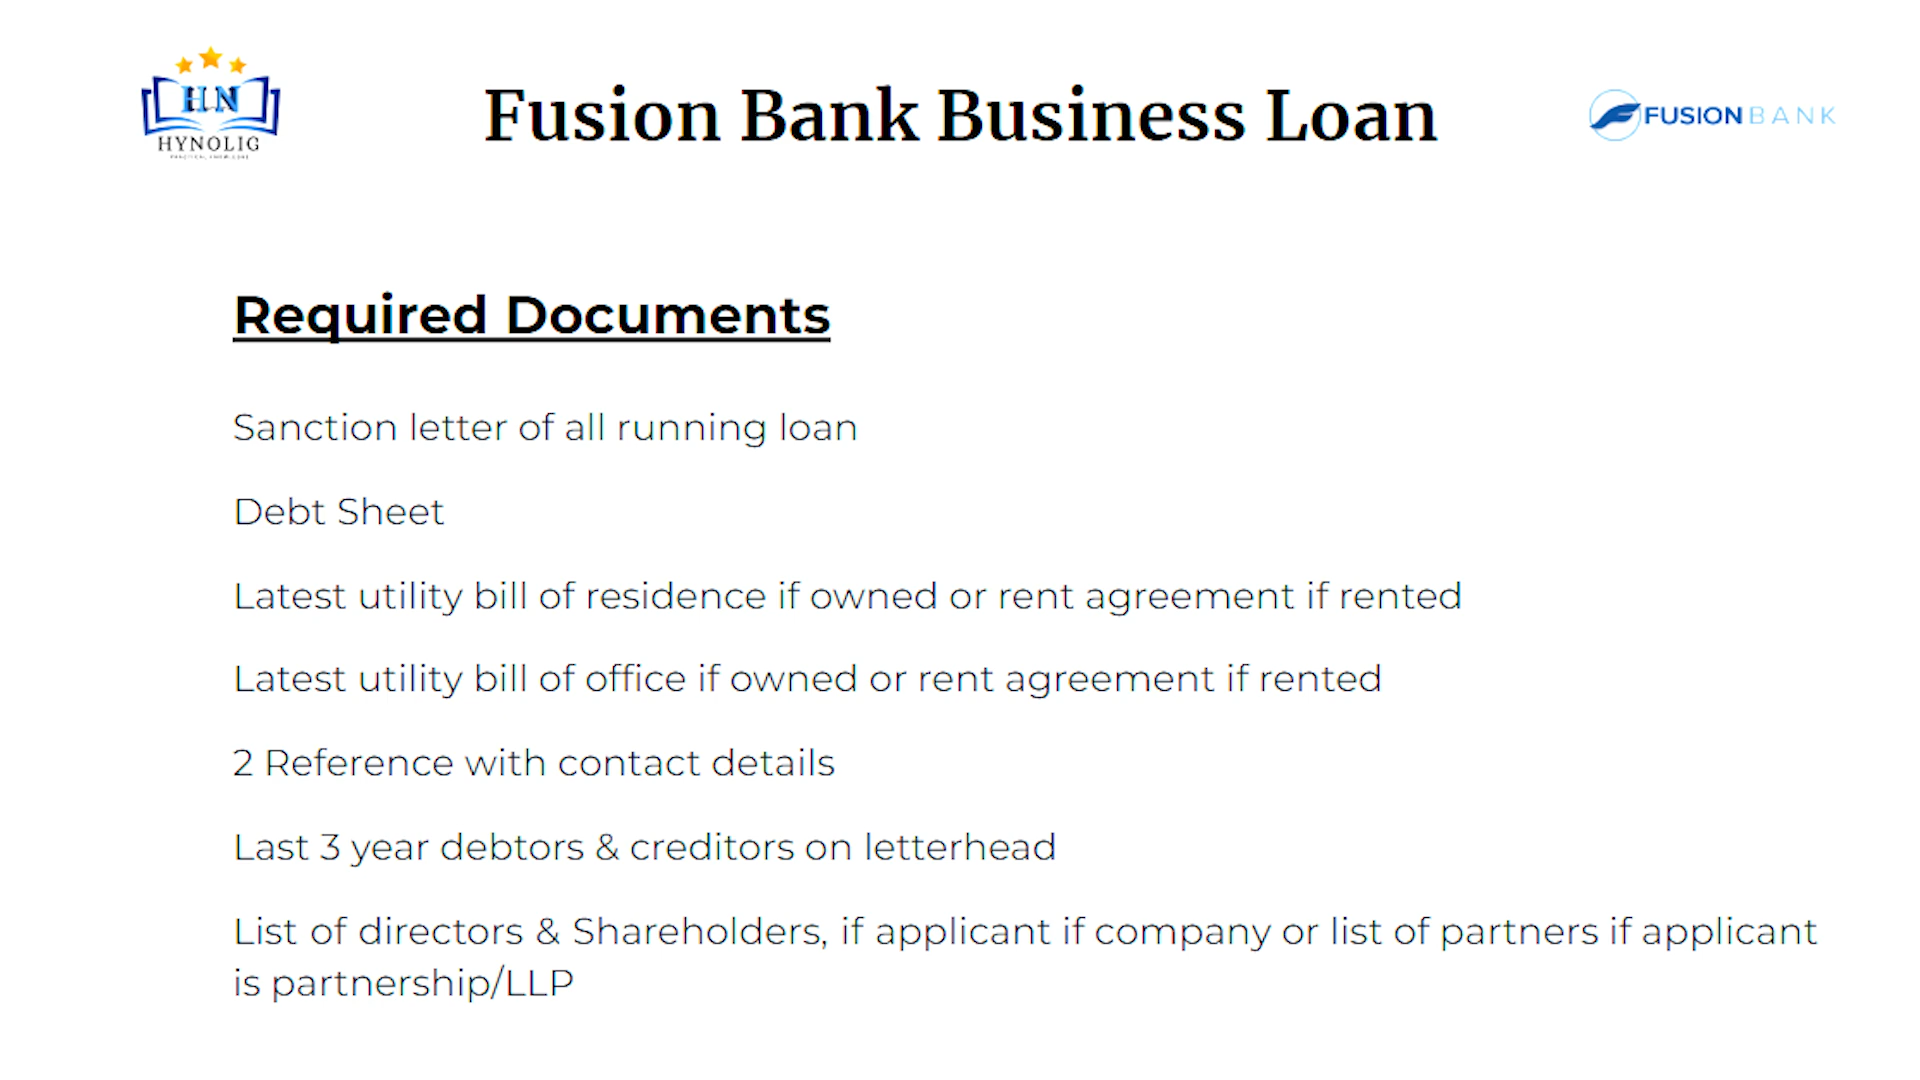 HN
HYNOLIG
Fusion Bank Business Loan
FUSION BANK
Required Documents
Sanction letter of all running loan
Debt Sheet
Latest utility bill of residence if owned or rent agreement if rented
Latest utility bill of office if owned or rent agreement if rented
2 Reference with contact details
Last 3 year debtors & creditors on letterhead
List of directors & Shareholders, if applicant if company or list of partners if applicant
is partnership/LLP